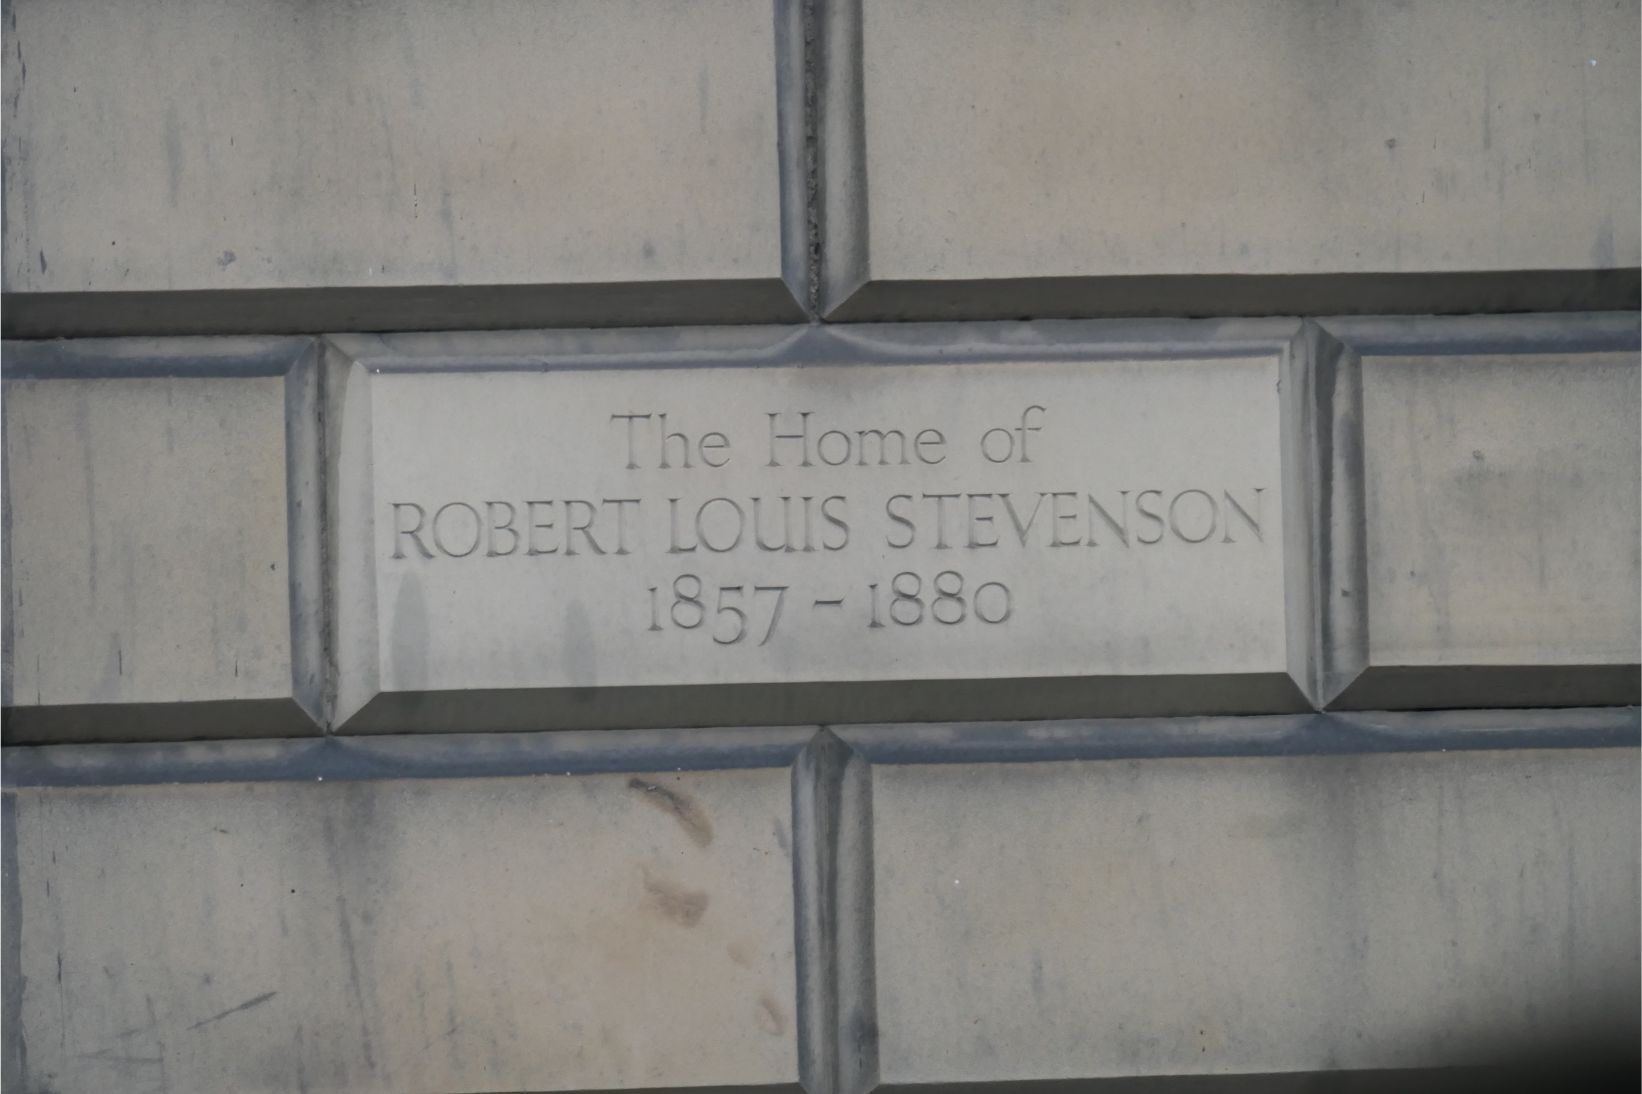 The Home of
ROBERT LOUIS STEVENSON
1857 - 1880